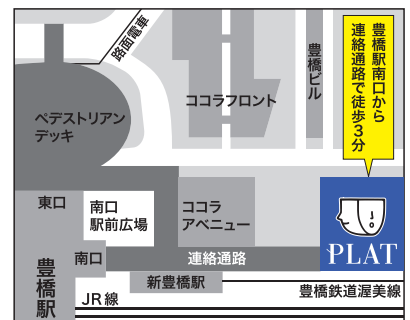 路面電車
ペデストリアン
デッキ
ココラフロント
豊橋ビル
豊橋駅南口から
連絡通路で徒歩3分
東口
南口
駅前広場
ココラ
アベニュー
PLAT
南口
連絡通路
豊橋駅
新豊橋駅
豊橋鉄道渥美線
JR線